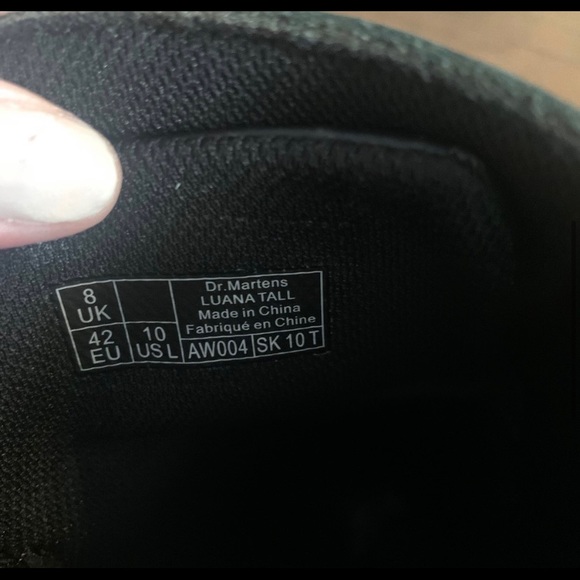 8
UK
42
EU
10
US L
Dr.Martens
LUANA TALL
Made in China
Fabriqué en Chine
AW004
SK 10 T